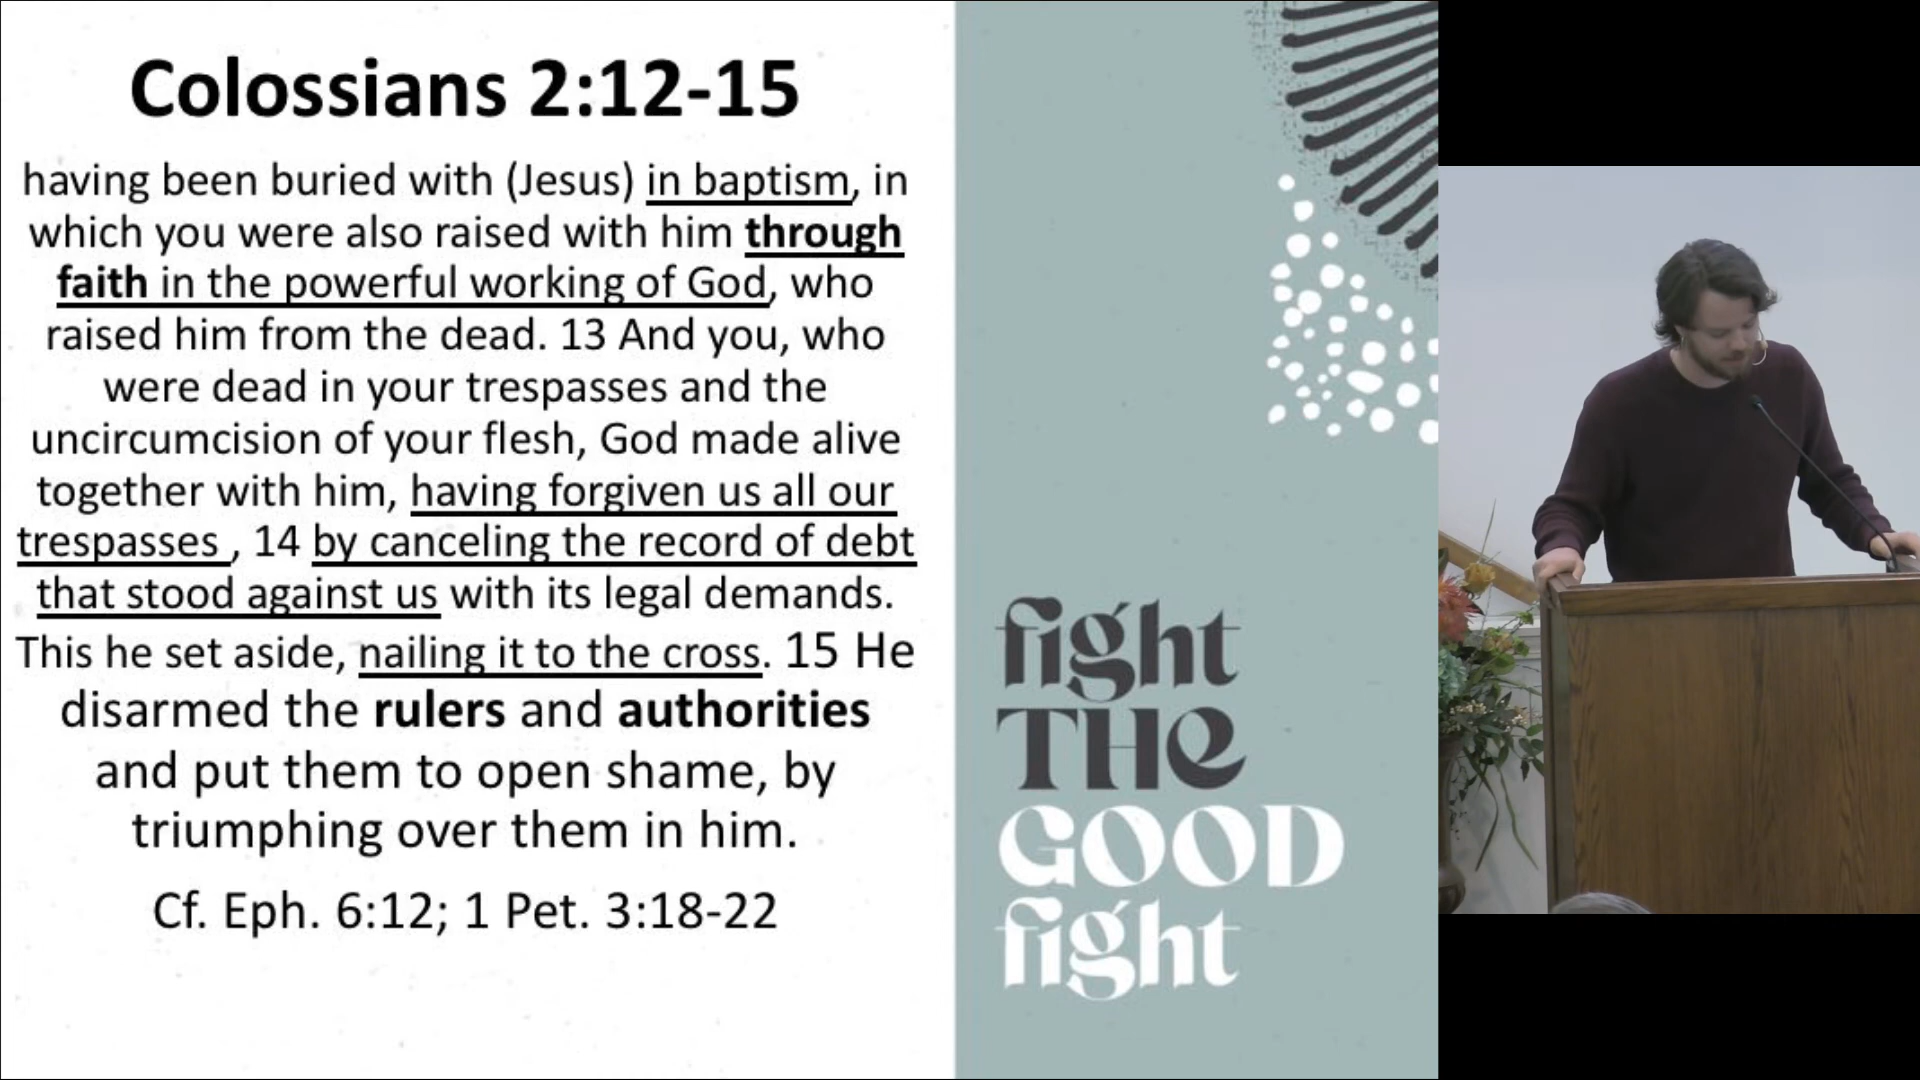 Colossians 2:12-15
having been buried with (Jesus) in baptism, in
which you were also raised with him through
faith in the powerful working of God, who
raised him from the dead. 13 And you, who
were dead in your trespasses and the
uncircumcision of your flesh, God made alive
together with him, having forgiven us all our
trespasses , 14 by canceling the record of debt
that stood against us with its legal demands.
This he set aside, nailing it to the cross. 15 He
disarmed the rulers and authorities
and put them to open shame, by
triumphing over them in him.
Cf. Eph. 6:12; 1 Pet. 3:18-22
fight
THe
GOOD
fight